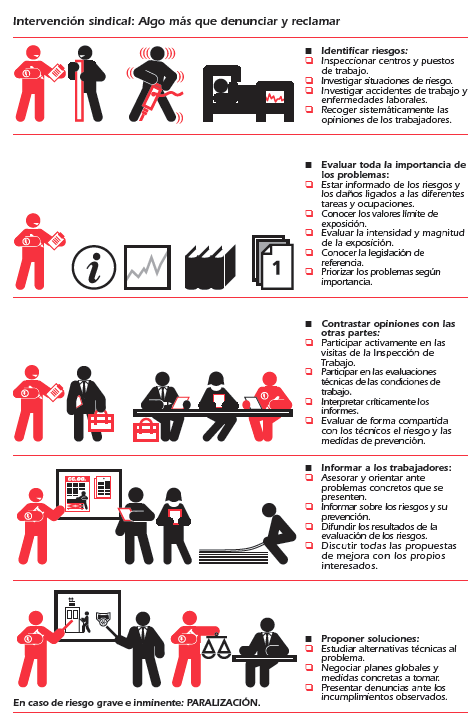 Intervención sindical: Algo más que denunciar y reclamar
■ Identificar riesgos:
❑ Inspeccionar centros y puestos
de trabajo.
❑ Investigar situaciones de riesgo.
❑ Investigar accidentes de trabajo y
enfermedades laborales.
❑ Recoger sistemáticamente las
opiniones de los trabajadores.
■ Evaluar toda la importancia de
los problemas:
❑ Estar informado de los riesgos y
los daños ligados a las diferentes
tareas y ocupaciones.
❑ Conocer los valores límite de
exposición.
❑ Evaluar la intensidad y magnitud
de la exposición.
❑ Conocer la legislación de
referencia.
❑ Priorizar los problemas según
importancia.
i
1
■ Contrastar opiniones con las
otras partes:
❑ Participar activamente en las
visitas de la Inspección de
Trabajo.
❑ Participar en las evaluaciones
técnicas de las condiciones de
trabajo.
❑ Interpretar críticamente los
informes.
❑ Evaluar de forma compartida
con los técnicos el riesgo y las
medidas de prevención.
■ Informar a los trabajadores:
❑ Asesorar y orientar ante
problemas concretos que se
presenten.
❑ Informar sobre los riesgos y su
prevención.
❑ Difundir los resultados de la
evaluación de los riesgos.
❑ Discutir todas las propuestas
de mejora con los propios
interesados.
CC.OO.
■ Proponer soluciones:
❑ Estudiar alternativas técnicas al
problema.
❑ Negociar planes globales y
medidas concretas a tomar.
❑ Presentar denuncias ante los
incumplimientos observados.
En caso de riesgo grave e inminente: PARALIZACIÓN.